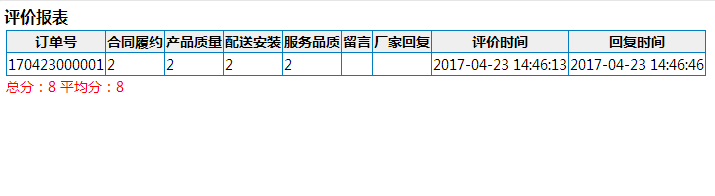 评价报表
订单号 合同履约 产品质量 配送安装 服务品质 留言 厂家回复 评价时间 回复时间
170423000001 2 2 2 2 2017-04-23 14:46:13 2017-04-23 14:46:46
总分：8 平均分：8